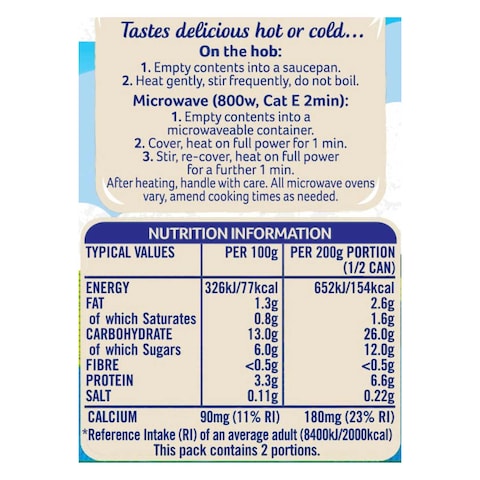 Tastes delicious hot or cold...
On the hob:
1. Empty contents into a saucepan.
2. Heat gently, stir frequently, do not boil.
Microwave (800w, Cat E 2min):
1. Empty contents into a
microwaveable container.
2. Cover, heat on full power for 1 min.
3. Stir, re-cover, heat on full power
for a further 1 min.
After heating, handle with care. All microwave ovens
vary, amend cooking times as needed.
NUTRITION INFORMATION
TYPICAL VALUES PER 100g PER 200g PORTION
(1/2 CAN)
ENERGY 326kJ/77kcal 652kJ/154kcal
FAT 1.3g 2.6g
of which Saturates 0.8g 1.6g
CARBOHYDRATE 13.0g 26.0g
of which Sugars 6.0g 12.0g
FIBRE <0.5g <0.5g
PROTEIN 3.3g 6.6g
SALT 0.11g 0.22g
CALCIUM 90mg (11% RI) 180mg (23% RI)
*Reference Intake (RI) of an average adult (8400kJ/2000kcal)
This pack contains 2 portions.